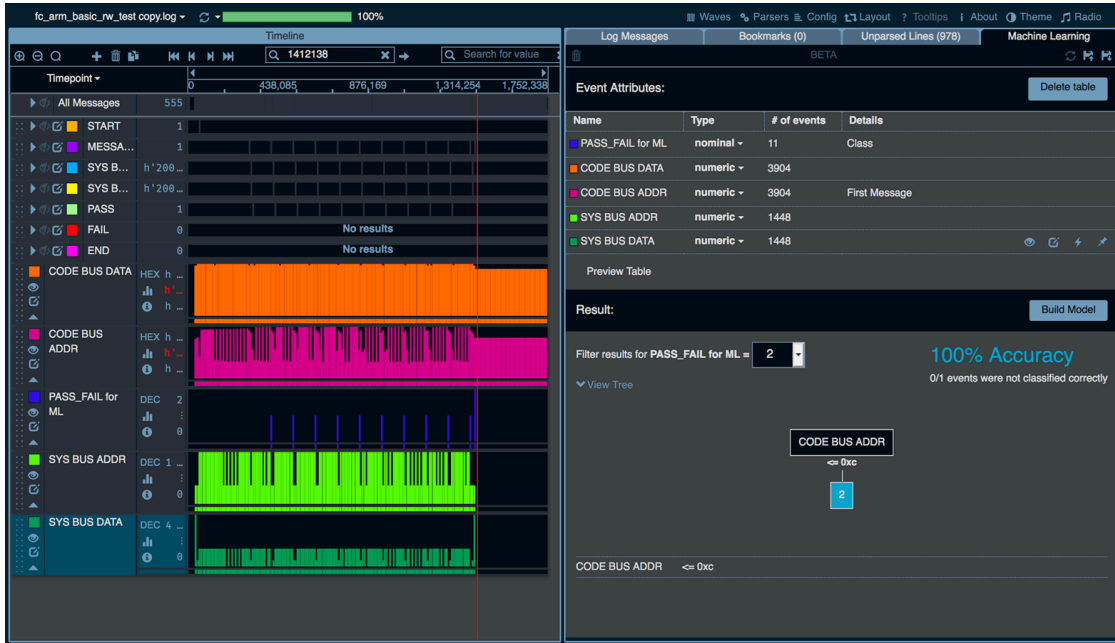 fc_arm_basic_rw_test copy.log
100%
Waves Parsers Config Layout ? Tooltips i About Theme Radio
Timeline
1412138
Search for value
Timepoint
0 438,085 876,169 1,314,254 1,752,338
All Messages 555
START 1
MESSA... 1
SYS B... h'200...
SYS B... h'200...
PASS 1
FAIL 0 No results
END 0 No results
CODE BUS DATA HEX h ...
h'...
h ...
CODE BUS ADDR HEX h ...
h'...
h ...
PASS_FAIL for ML DEC 2
0
SYS BUS ADDR DEC 1 ...
0
SYS BUS DATA DEC 4 ...
0
Log Messages Bookmarks (0) Unparsed Lines (978) Machine Learning
BETA
Event Attributes:
Delete table
Name Type # of events Details
PASS_FAIL for ML nominal 11 Class
CODE BUS DATA numeric 3904
CODE BUS ADDR numeric 3904 First Message
SYS BUS ADDR numeric 1448
SYS BUS DATA numeric 1448
Preview Table
Result:
Build Model
Filter results for PASS_FAIL for ML = 2
100% Accuracy
0/1 events were not classified correctly
View Tree
CODE BUS ADDR
<= 0xc
2
CODE BUS ADDR <= 0xc